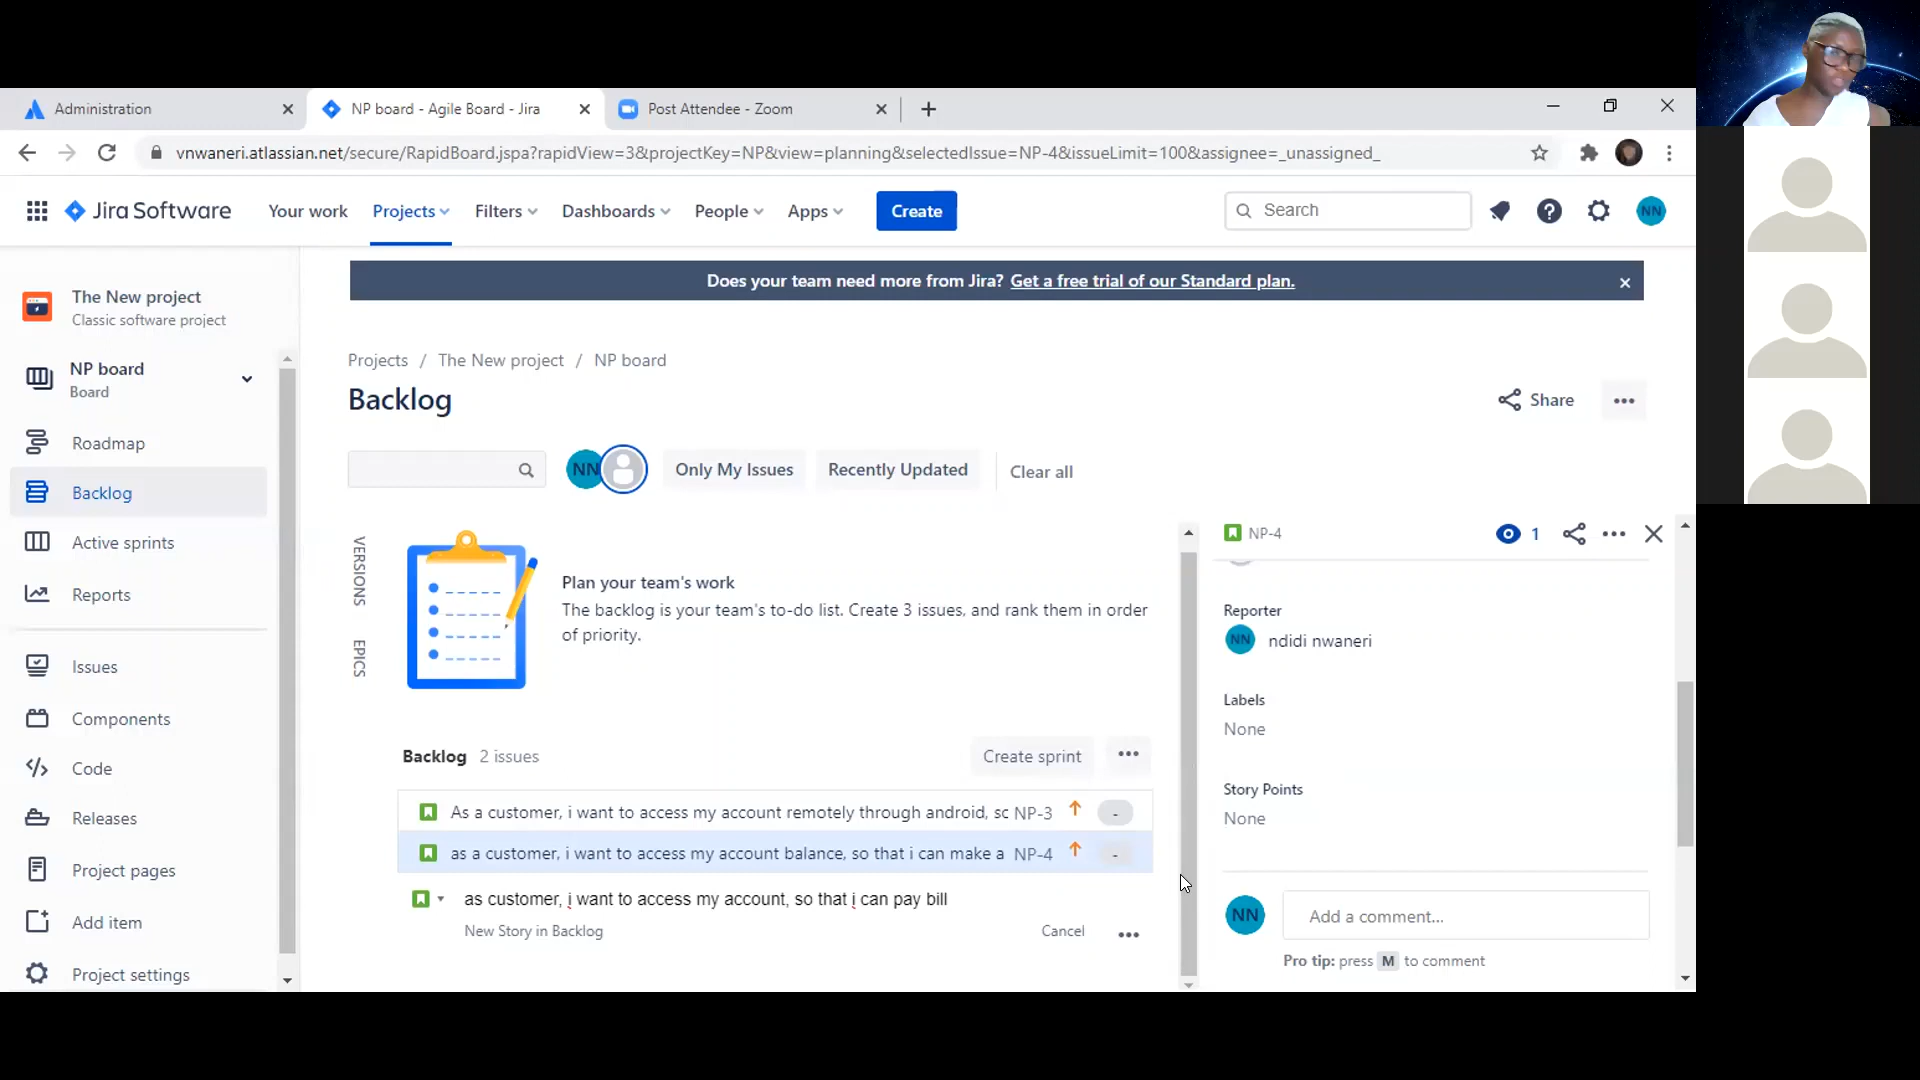 Administration
NP board - Agile Board - Jira
Post Attendee - Zoom
vnwaneri.atlassian.net/secure/RapidBoard.jspa?rapidView=3&projectKey=NP&view=planning&selectedIssue=NP-4&issueLimit=100&assignee=_unassigned_
Jira Software
Your work
Projects
Filters
Dashboards
People
Apps
Create
Search
NN
Does your team need more from Jira? Get a free trial of our Standard plan.
The New project
Classic software project
NP board
Board
Roadmap
Backlog
Active sprints
Reports
Issues
Components
Code
Releases
Project pages
Add item
Project settings
Projects / The New project / NP board
Backlog
Share
NN
Only My Issues
Recently Updated
Clear all
VERSIONS
EPICS
Plan your team's work
The backlog is your team's to-do list. Create 3 issues, and rank them in order
of priority.
Backlog 2 issues
Create sprint
As a customer, i want to access my account remotely through android, sc NP-3 -
as a customer, i want to access my account balance, so that i can make a NP-4 -
as customer, i want to access my account, so that i can pay bill
New Story in Backlog
Cancel
NP-4
1
Reporter
NN ndidi nwaneri
Labels
None
Story Points
None
NN Add a comment...
Pro tip: press M to comment